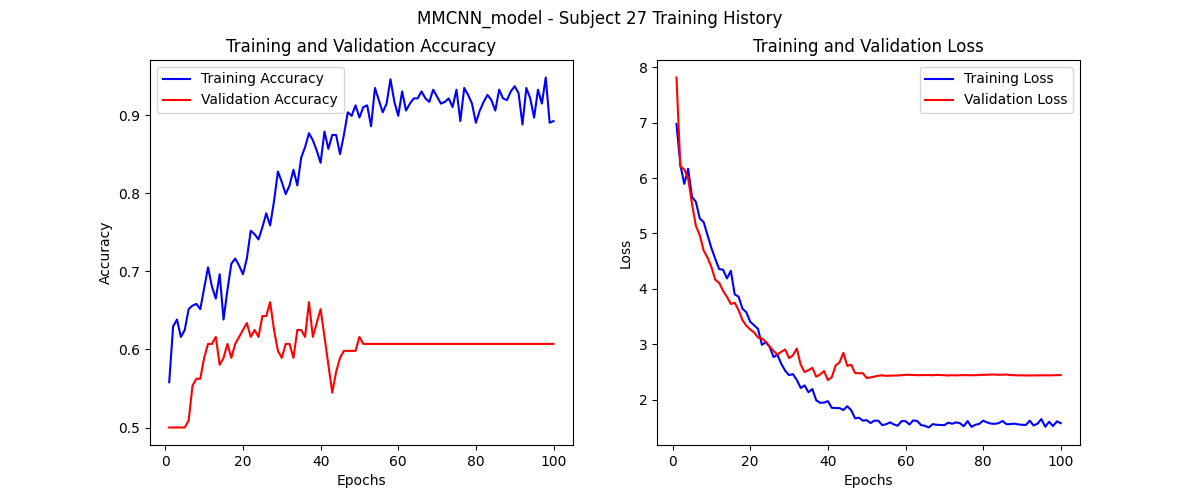 MMCNN_model - Subject 27 Training History
Training and Validation Accuracy
Training Accuracy
Validation Accuracy
0.9
0.8
0.7
0.6
0.5
Accuracy
0
20
40
60
80
100
Epochs
Training and Validation Loss
Training Loss
Validation Loss
8
7
6
5
4
3
2
Loss
0
20
40
60
80
100
Epochs